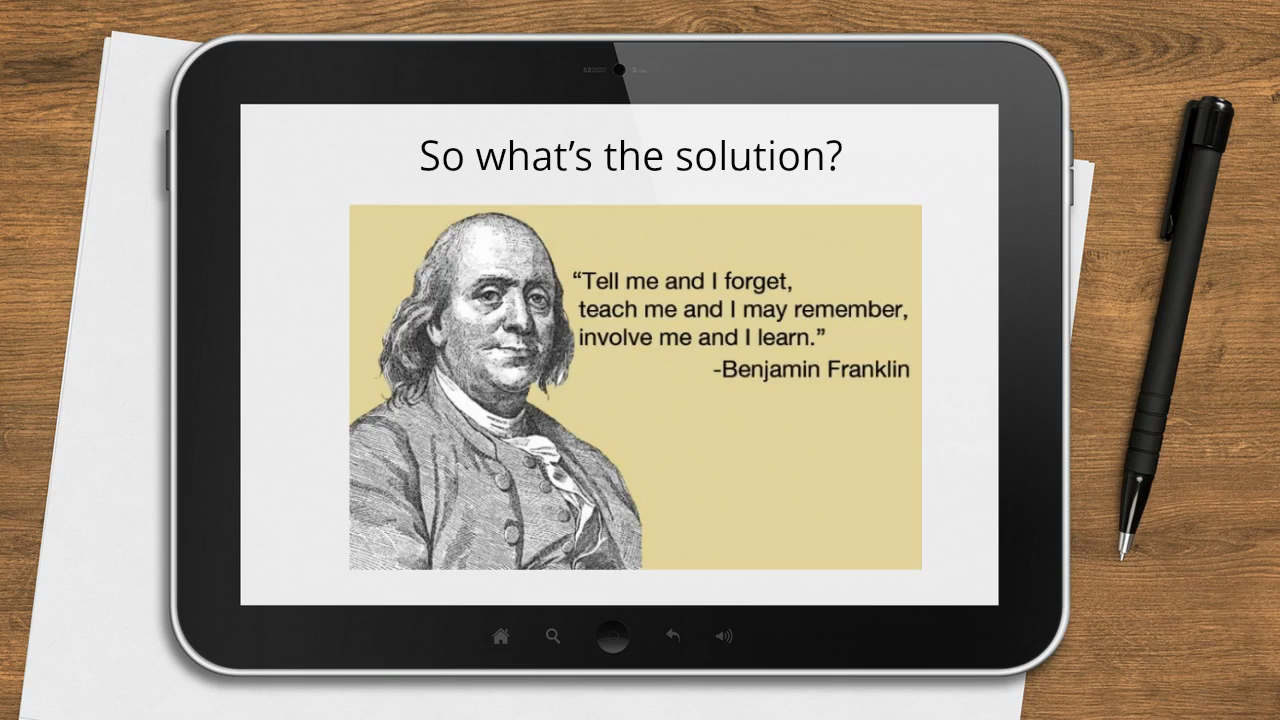 So what’s the solution?
“Tell me and I forget,
teach me and I may remember,
involve me and I learn.”
-Benjamin Franklin